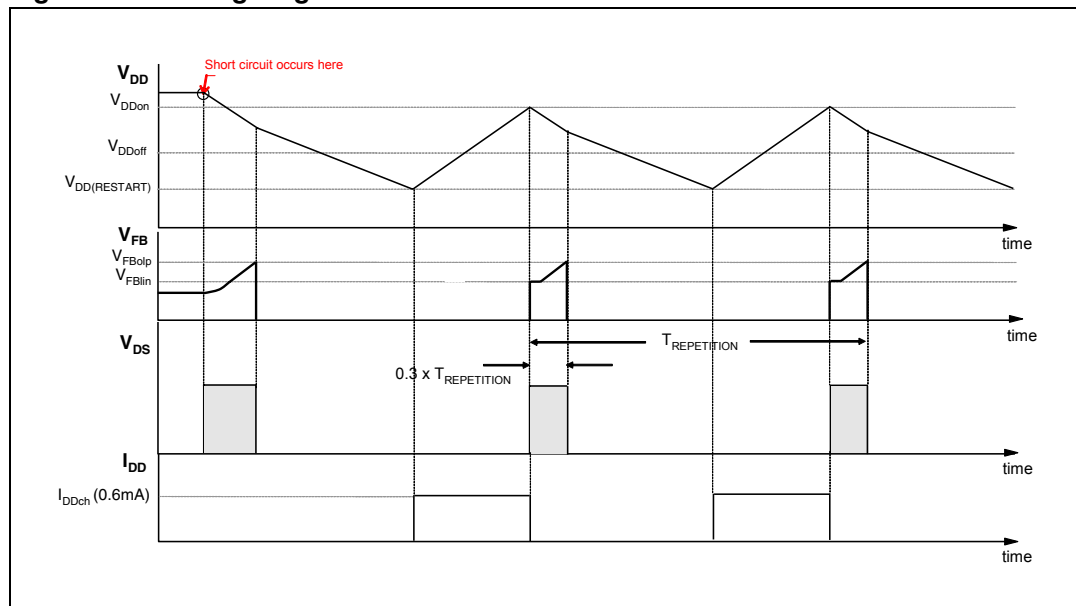 Short circuit occurs here
V_DD
V_DDon
V_DDoff
V_DD(RESTART)
time
V_FB
V_FBolp
V_FBlin
time
V_DS
T_REPETITION
0.3 x T_REPETITION
time
I_DD
I_DDch (0.6mA)
time